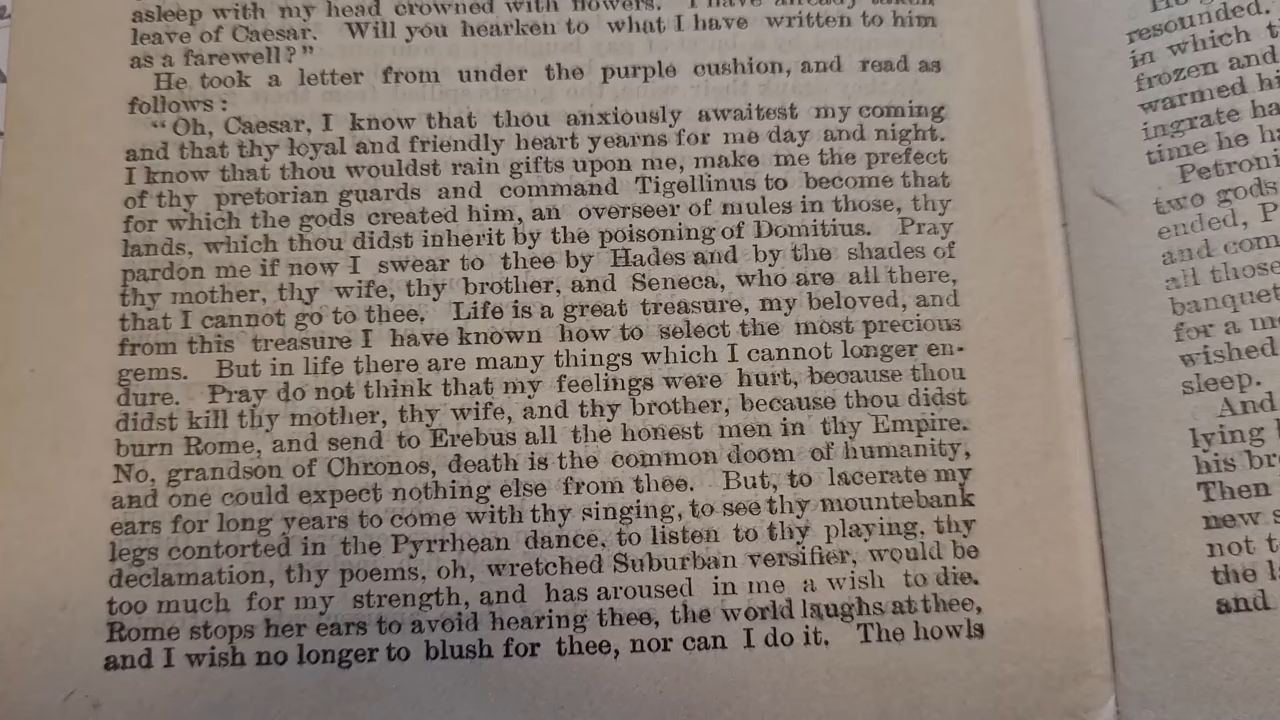 asleep with my head crowned with flowers. I have already taken
leave of Caesar. Will you hearken to what I have written to him
as a farewell?”
He took a letter from under the purple cushion, and read as
follows:
“Oh, Caesar, I know that thou anxiously awaitest my coming
and that thy loyal and friendly heart yearns for me day and night.
I know that thou wouldst rain gifts upon me, make me the prefect
of thy pretorian guards and command Tigellinus to become that
for which the gods created him, an overseer of mules in those, thy
lands, which thou didst inherit by the poisoning of Domitius. Pray
pardon me if now I swear to thee by Hades and by the shades of
thy mother, thy wife, thy brother, and Seneca, who are all there,
that I cannot go to thee. Life is a great treasure, my beloved, and
from this treasure I have known how to select the most precious
gems. But in life there are many things which I cannot longer en-
dure. Pray do not think that my feelings were hurt, because thou
didst kill thy mother, thy wife, and thy brother, because thou didst
burn Rome, and send to Erebus all the honest men in thy Empire.
No, grandson of Chronos, death is the common doom of humanity,
and one could expect nothing else from thee. But, to lacerate my
ears for long years to come with thy singing, to see thy mountebank
legs contorted in the Pyrrhean dance, to listen to thy playing, thy
declamation, thy poems, oh, wretched Suburban versifier, would be
too much for my strength, and has aroused in me a wish to die.
Rome stops her ears to avoid hearing thee, the world laughs at thee,
and I wish no longer to blush for thee, nor can I do it. The howls
resounded.
in which
frozen and
warmed
ingrate
time he
Petroni
two gods
ended, P
and com
all those
banquet
for a
wished
sleep.
And
lying
his
Then
new
not
the
and